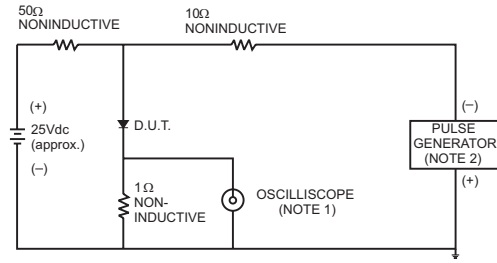 50Ω
NONINDUCTIVE
10Ω
NONINDUCTIVE
(+)
25Vdc
(approx.)
(–)
D.U.T.
1Ω
NON-
INDUCTIVE
OSCILLISCOPE
(NOTE 1)
(–)
PULSE
GENERATOR
(NOTE 2)
(+)